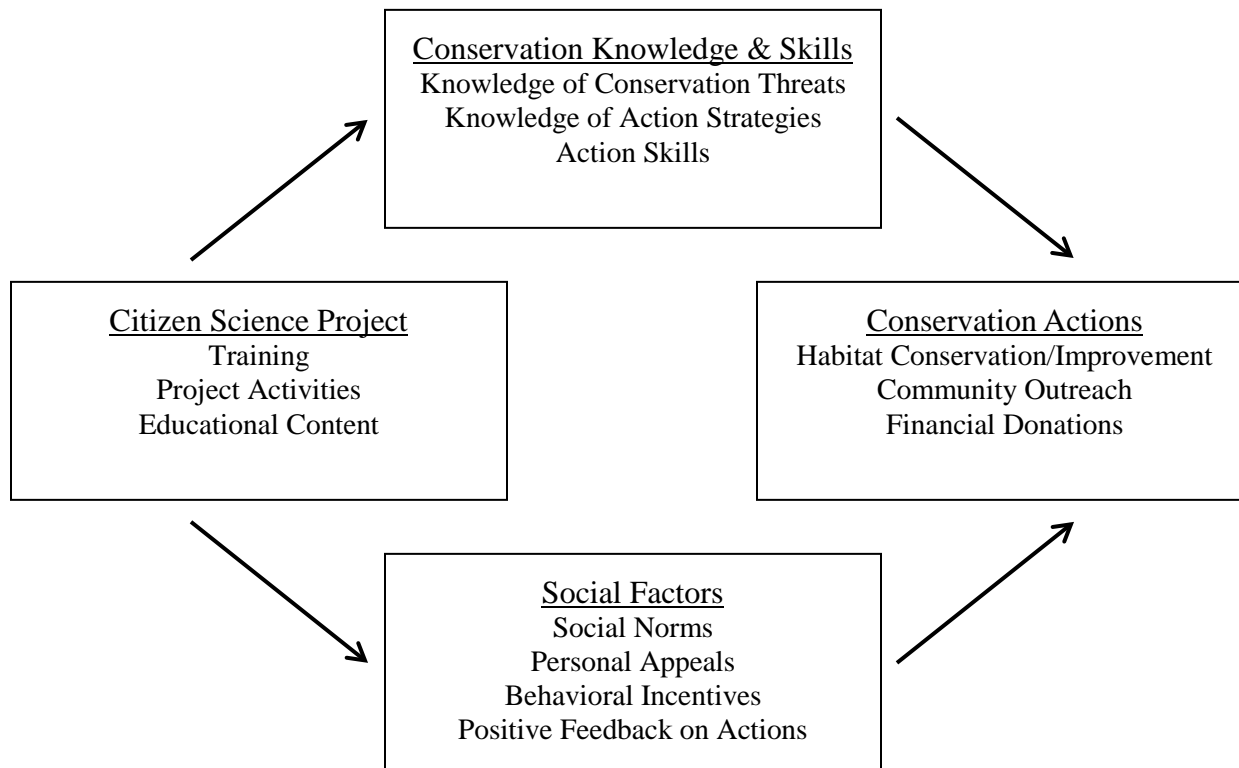 Conservation Knowledge & Skills
Knowledge of Conservation Threats
Knowledge of Action Strategies
Action Skills
Citizen Science Project
Training
Project Activities
Educational Content
Conservation Actions
Habitat Conservation/Improvement
Community Outreach
Financial Donations
Social Factors
Social Norms
Personal Appeals
Behavioral Incentives
Positive Feedback on Actions